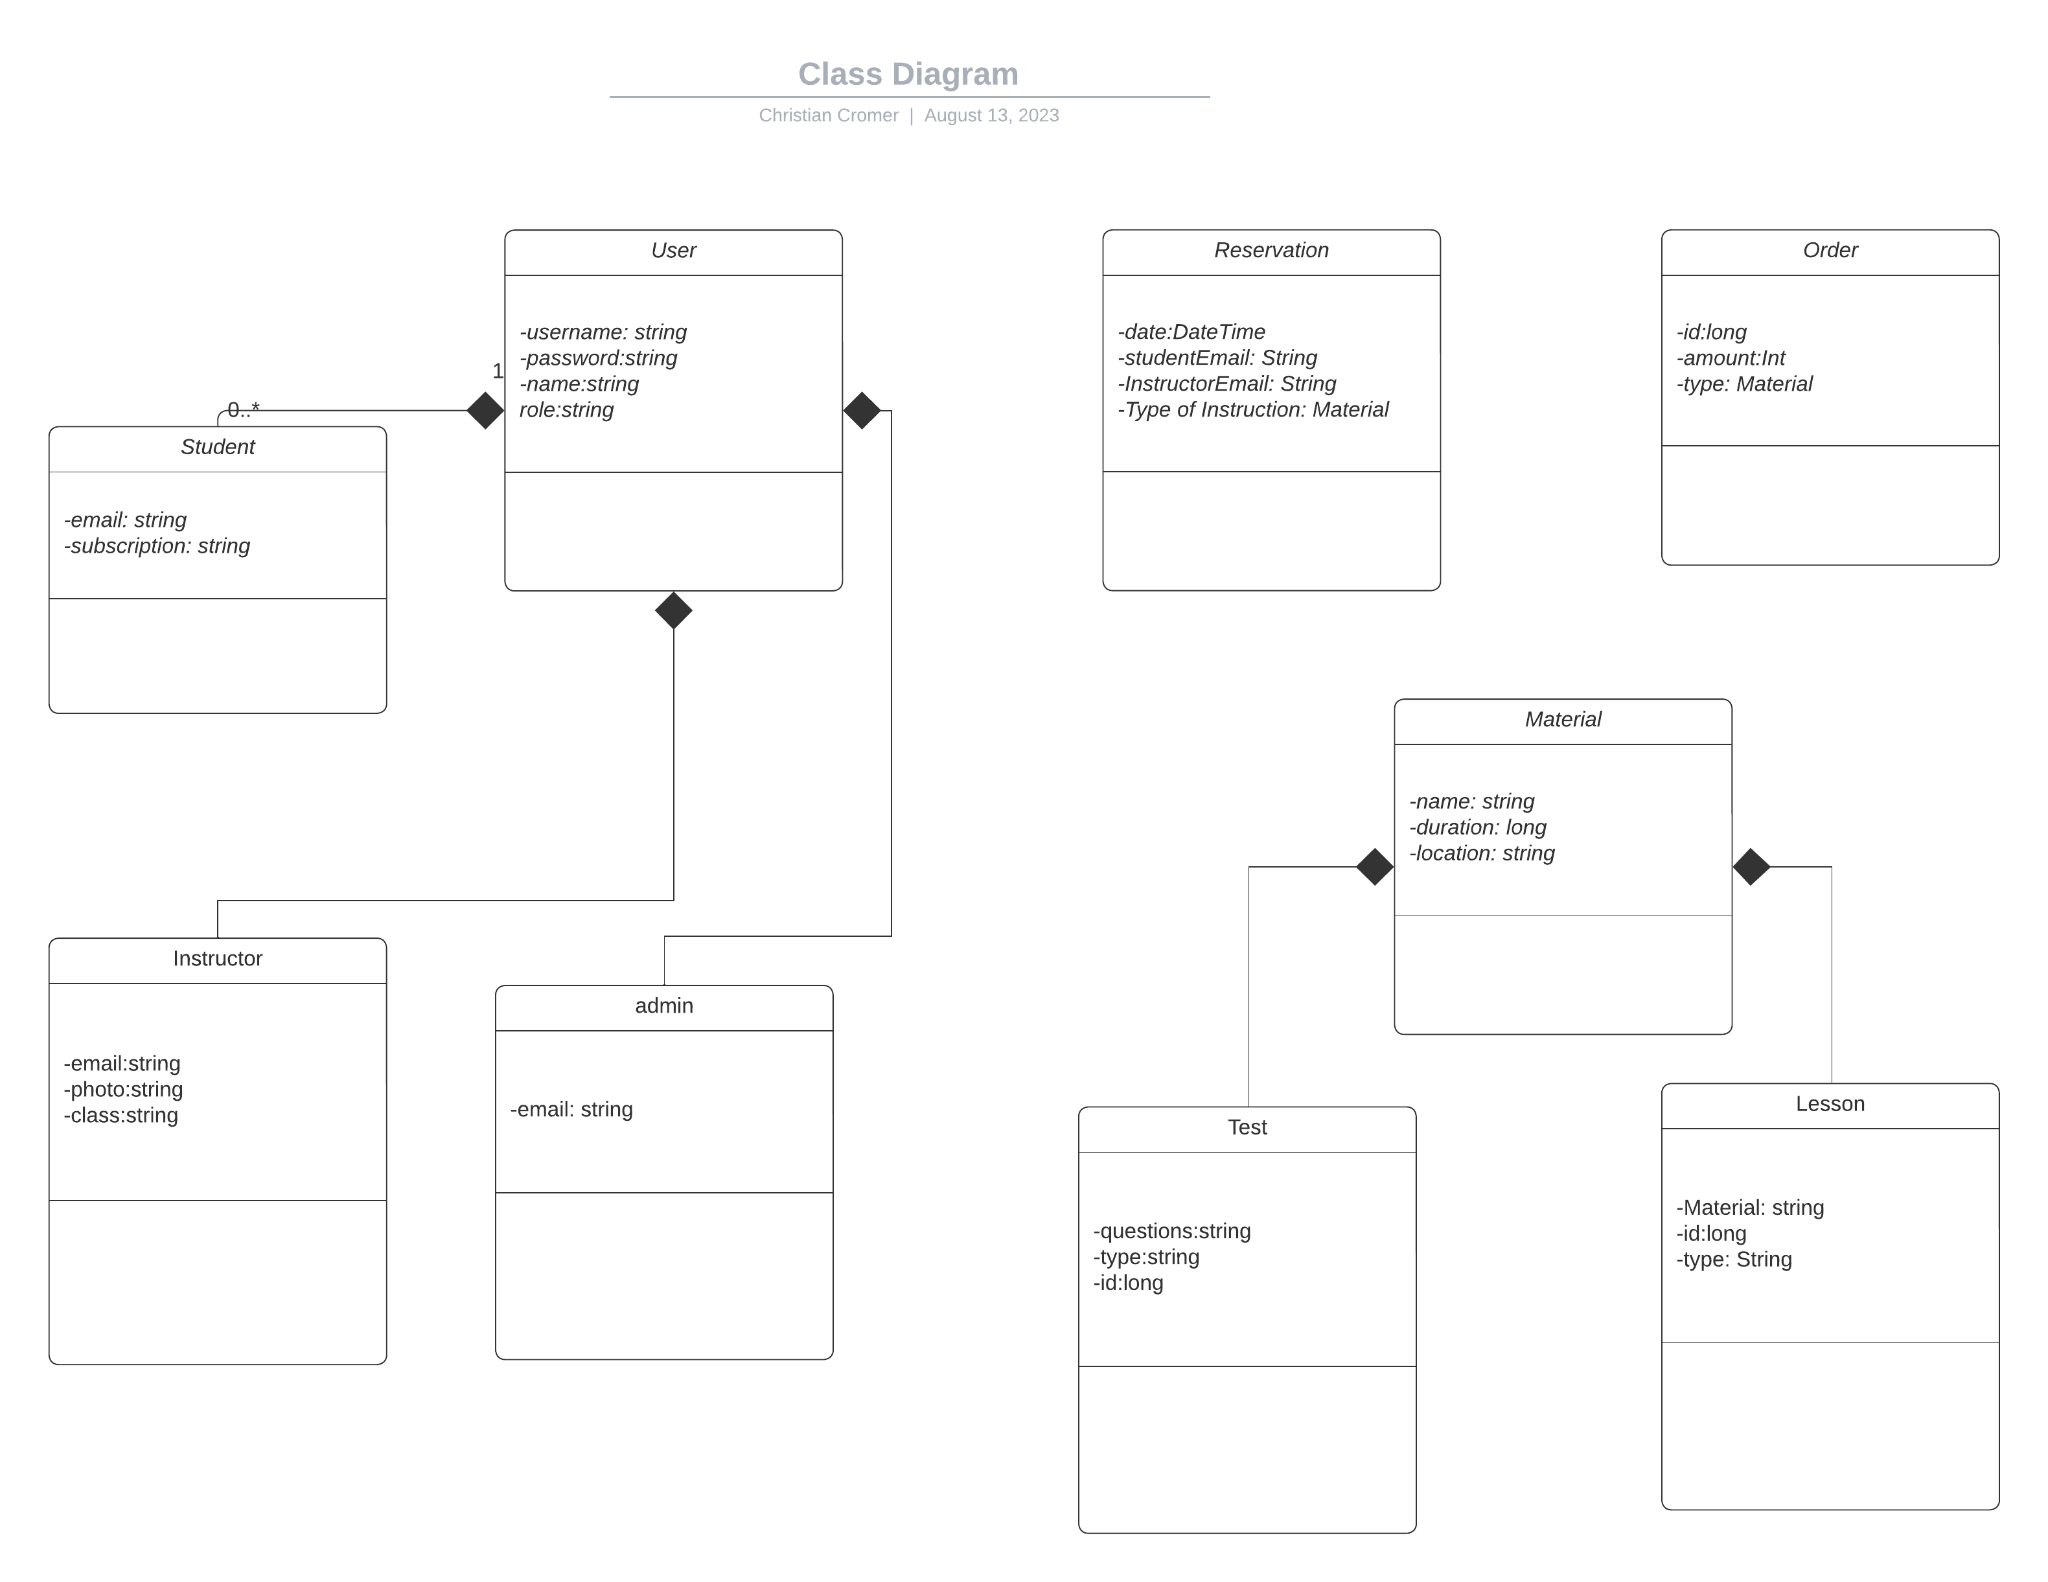 Class Diagram
Christian Cromer | August 13, 2023
User
-username: string
-password:string
-name:string
role:string
1
0..*
Student
-email: string
-subscription: string
Reservation
-date:DateTime
-studentEmail: String
-InstructorEmail: String
-Type of Instruction: Material
Order
-id:long
-amount:Int
-type: Material
Material
-name: string
-duration: long
-location: string
Instructor
-email:string
-photo:string
-class:string
admin
-email: string
Test
-questions:string
-type:string
-id:long
Lesson
-Material: string
-id:long
-type: String